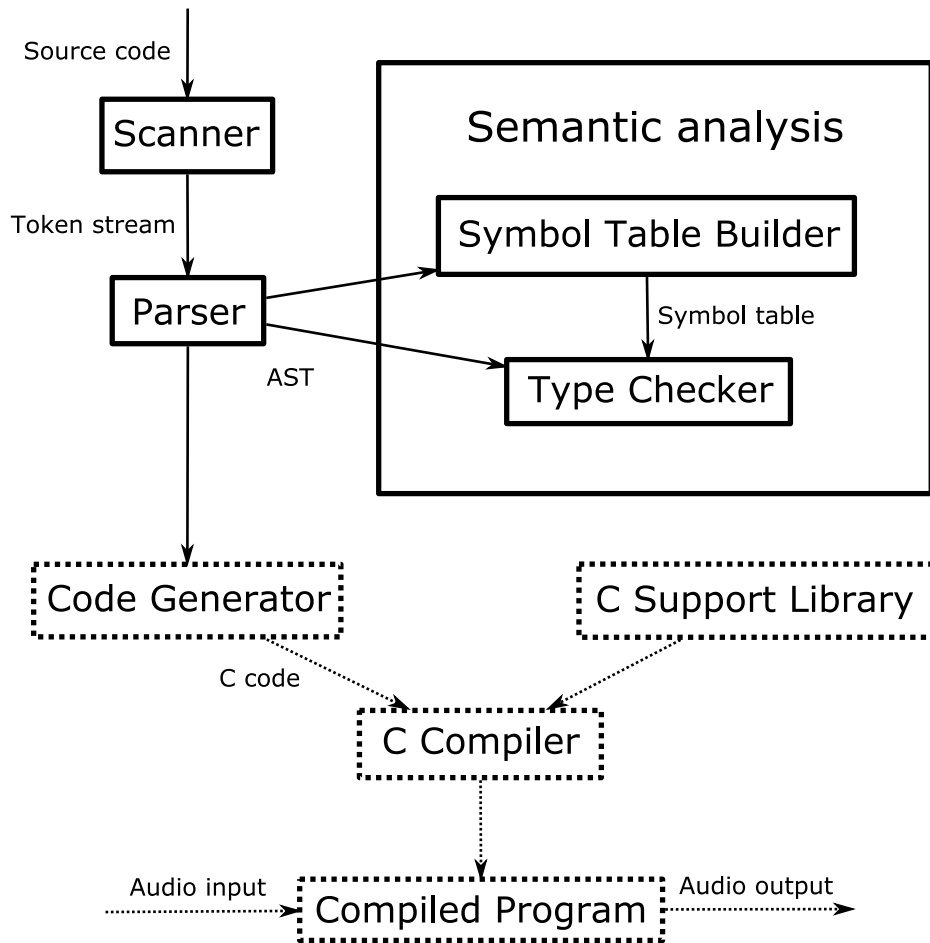 Source code
Scanner
Semantic analysis
Token stream
Symbol Table Builder
Parser
Symbol table
AST
Type Checker
Code Generator
C Support Library
C code
C Compiler
Audio input
Compiled Program
Audio output